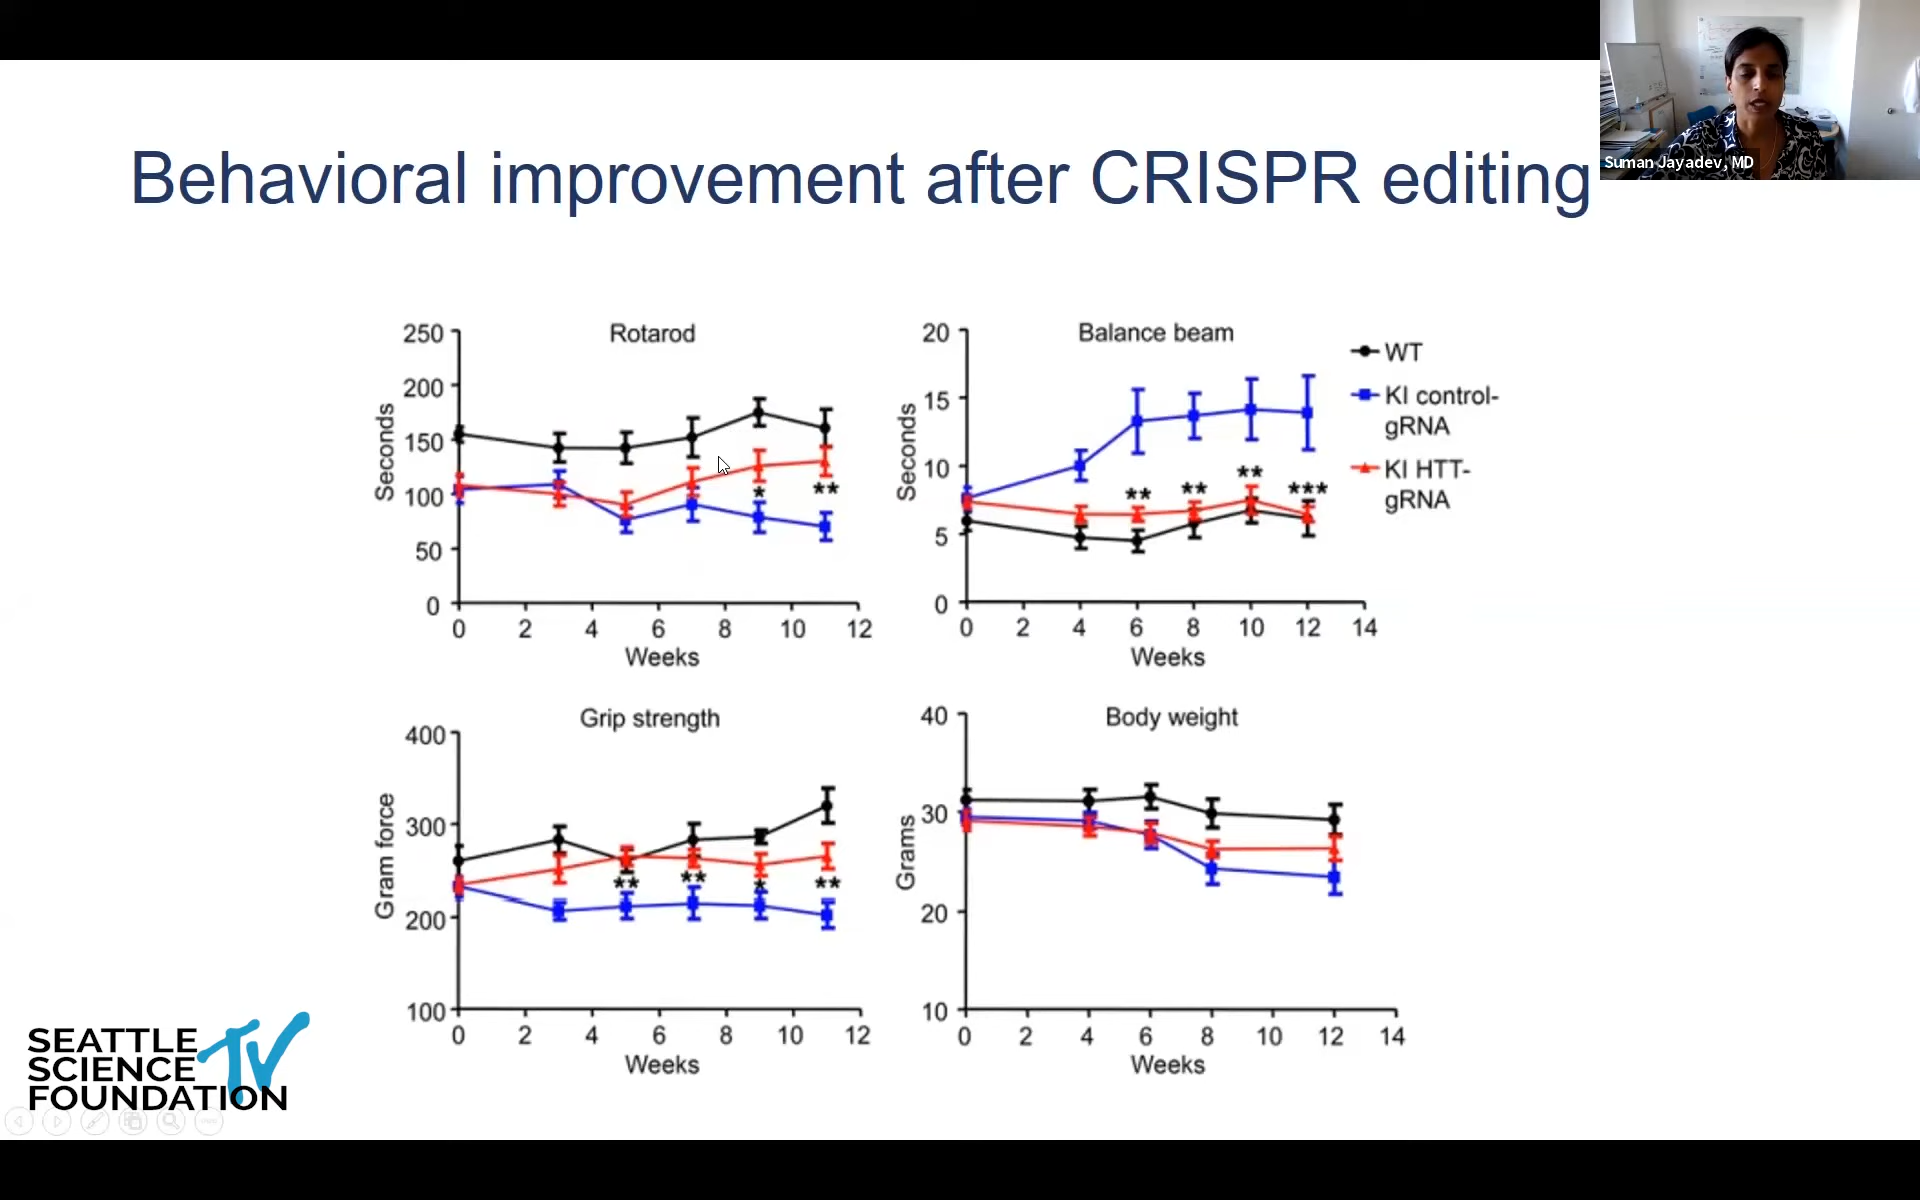 Suman Jayadev, MD
Behavioral improvement after CRISPR editing
Rotarod
250
200
150
100
50
0
Seconds
*
**
0 2 4 6 8 10 12
Weeks
Balance beam
20
15
10
5
0
Seconds
**
**
**
***
0 2 4 6 8 10 12 14
Weeks
WT
KI control-
gRNA
KI HTT-
gRNA
Grip strength
400
300
200
100
Gram force
**
**
*
**
0 2 4 6 8 10 12
Weeks
Body weight
40
30
20
10
Grams
0 2 4 6 8 10 12 14
Weeks
SEATTLE
SCIENCE
FOUNDATION
TV